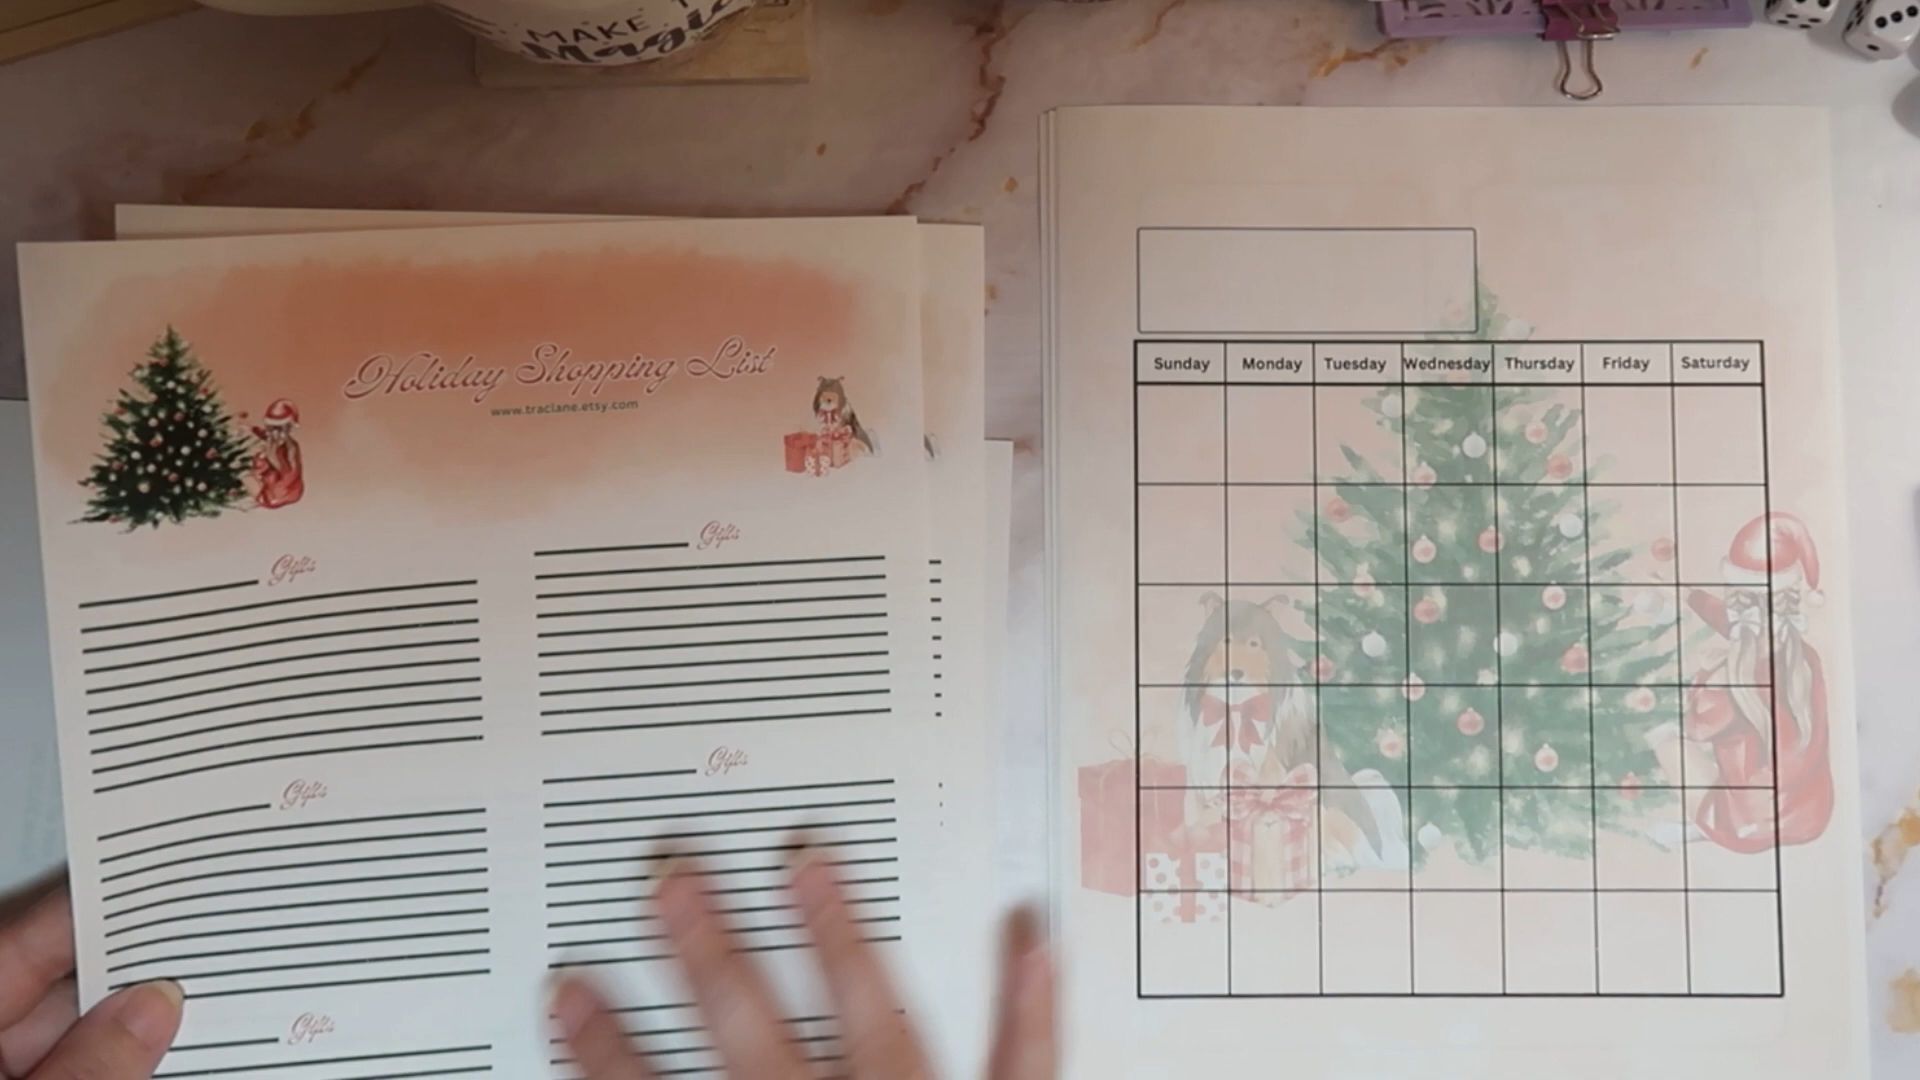 MAKE
Magic
Holiday Shopping List
www.traclane.etsy.com
Gifts
Gifts
Gifts
Gifts
Gifts
Sunday Monday Tuesday Wednesday Thursday Friday Saturday